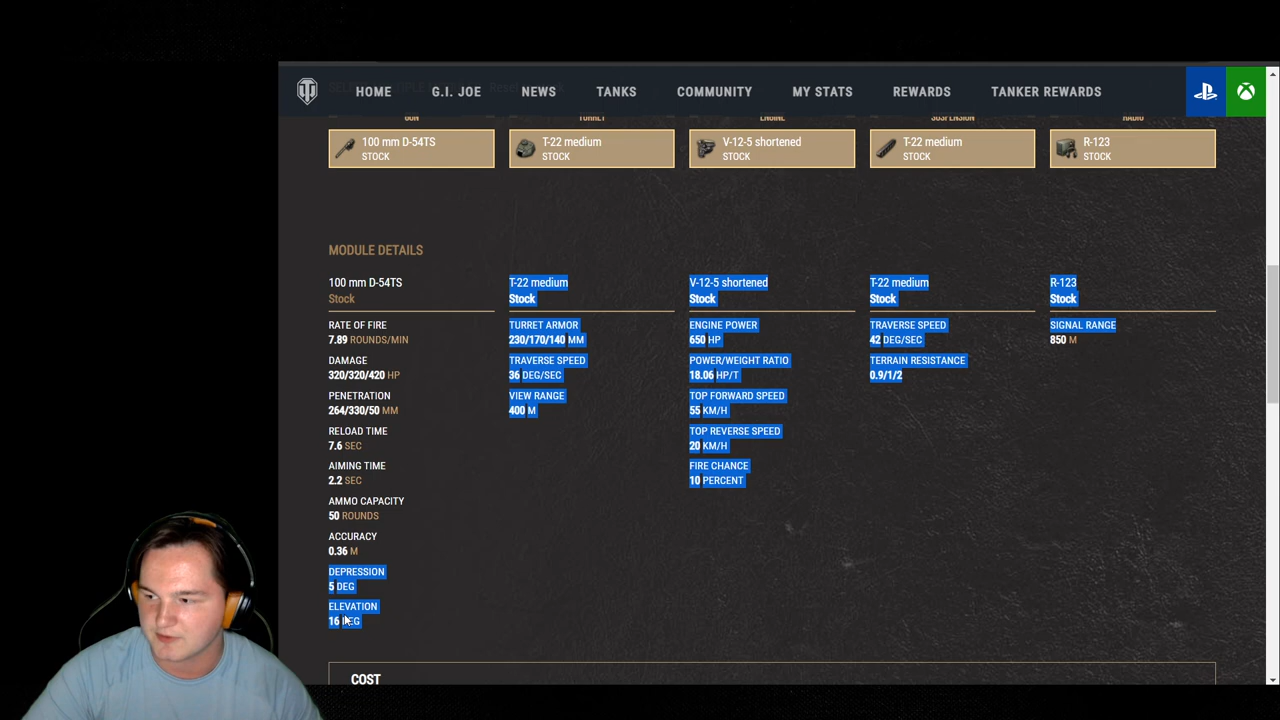 HOME G.I. JOE NEWS TANKS COMMUNITY MY STATS REWARDS TANKER REWARDS
GUN TURRET ENGINE SUSPENSION RADIO
100 mm D-54TS
STOCK
T-22 medium
STOCK
V-12-5 shortened
STOCK
T-22 medium
STOCK
R-123
STOCK
MODULE DETAILS
100 mm D-54TS
Stock
RATE OF FIRE
7.89 ROUNDS/MIN
DAMAGE
320/320/420 HP
PENETRATION
264/330/50 MM
RELOAD TIME
7.6 SEC
AIMING TIME
2.2 SEC
AMMO CAPACITY
50 ROUNDS
ACCURACY
0.36 M
DEPRESSION
5 DEG
ELEVATION
16 DEG
T-22 medium
Stock
TURRET ARMOR
230/170/140 MM
TRAVERSE SPEED
36 DEG/SEC
VIEW RANGE
400 M
V-12-5 shortened
Stock
ENGINE POWER
650 HP
POWER/WEIGHT RATIO
18.06 HP/T
TOP FORWARD SPEED
55 KM/H
TOP REVERSE SPEED
20 KM/H
FIRE CHANCE
10 PERCENT
T-22 medium
Stock
TRAVERSE SPEED
42 DEG/SEC
TERRAIN RESISTANCE
0.9/1/2
R-123
Stock
SIGNAL RANGE
850 M
COST